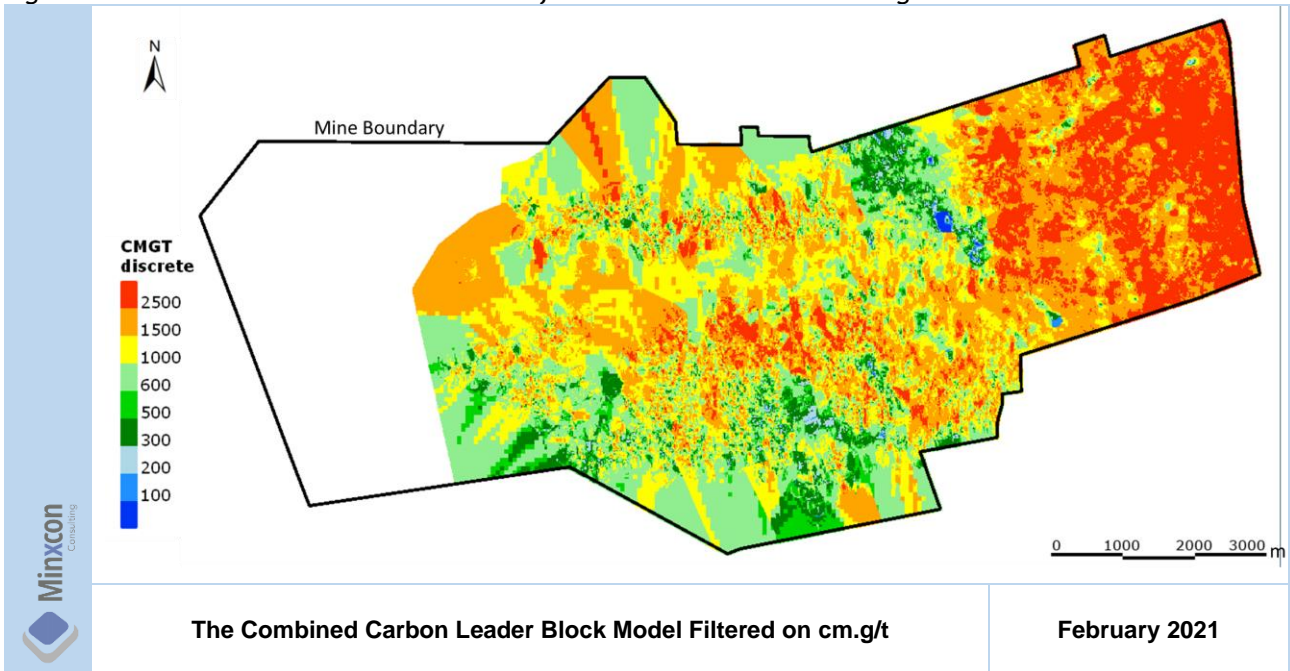 N
Mine Boundary
CMGT
discrete
2500
1500
1000
600
500
300
200
100
0 1000 2000 3000 m
Minxcon
Consulting
The Combined Carbon Leader Block Model Filtered on cm.g/t
February 2021